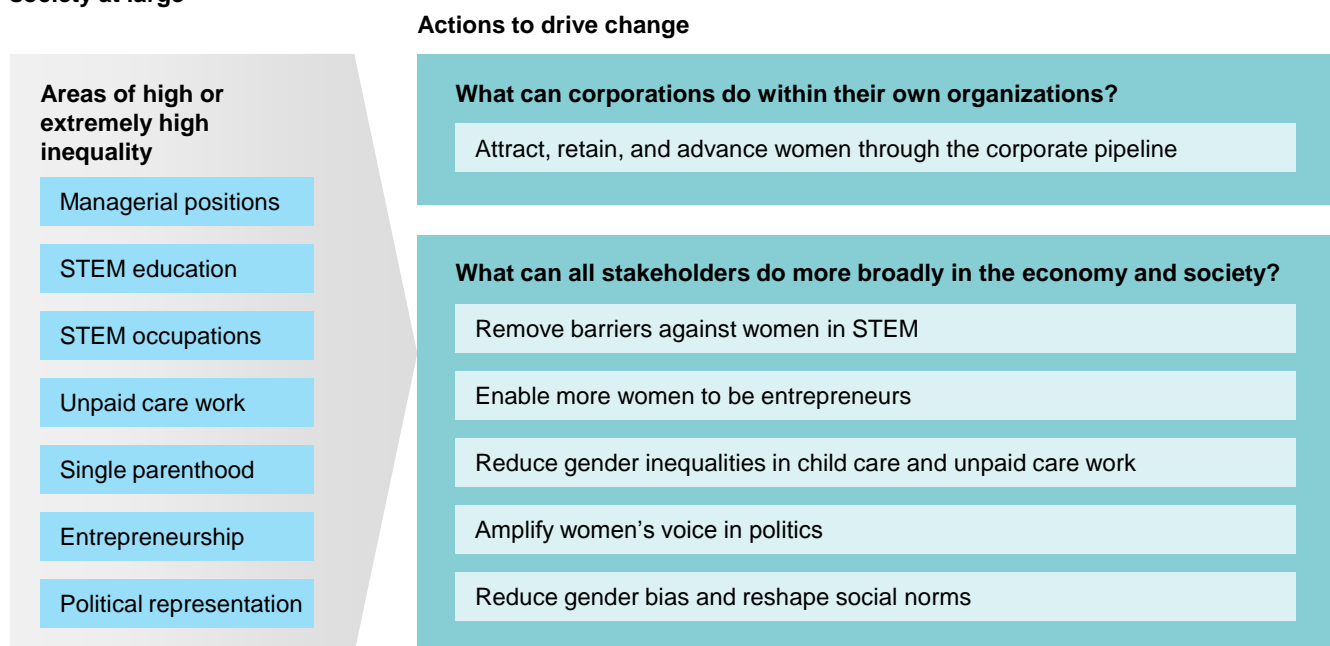 society at large
Actions to drive change
Areas of high or
extremely high
inequality
Managerial positions
STEM education
STEM occupations
Unpaid care work
Single parenthood
Entrepreneurship
Political representation
What can corporations do within their own organizations?
Attract, retain, and advance women through the corporate pipeline
What can all stakeholders do more broadly in the economy and society?
Remove barriers against women in STEM
Enable more women to be entrepreneurs
Reduce gender inequalities in child care and unpaid care work
Amplify women’s voice in politics
Reduce gender bias and reshape social norms